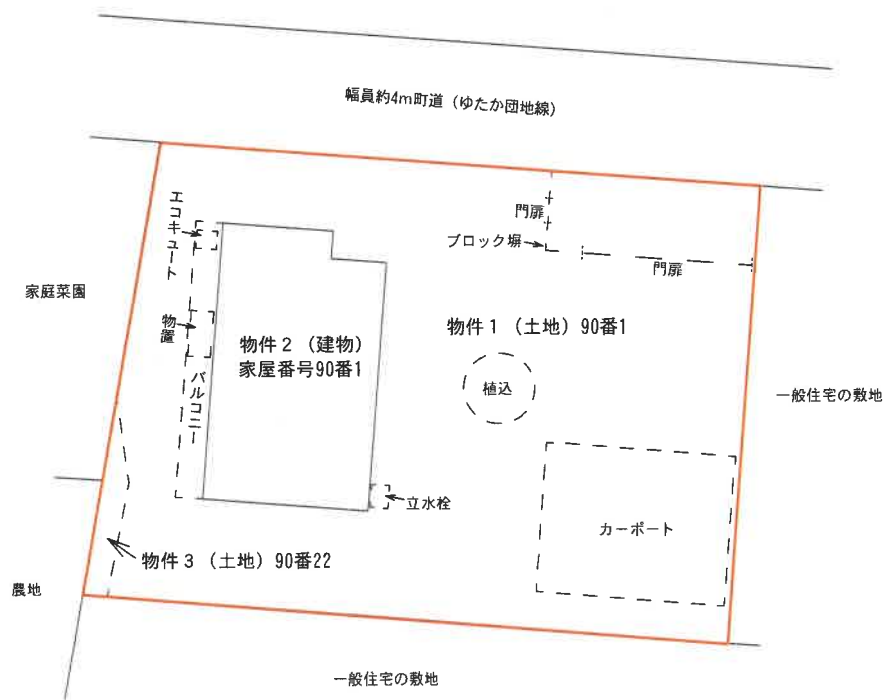 幅員約4m町道（ゆたか団地線）
エコキュート
門扉
ブロック塀
門扉
家庭菜園
物置
物件１（土地）90番1
物件２（建物）
家屋番号90番1
バルコニー
植込
一般住宅の敷地
立水栓
カーポート
物件３（土地）90番22
農地
一般住宅の敷地